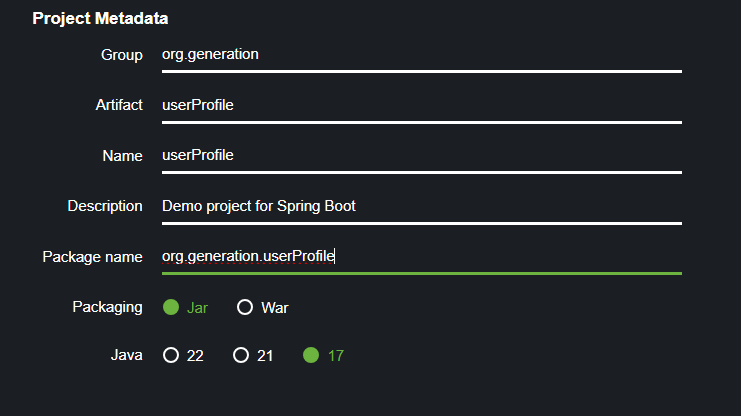 Project Metadata
Group org.generation
Artifact userProfile
Name userProfile
Description Demo project for Spring Boot
Package name org.generation.userProfile
Packaging Jar War
Java 22 21 17